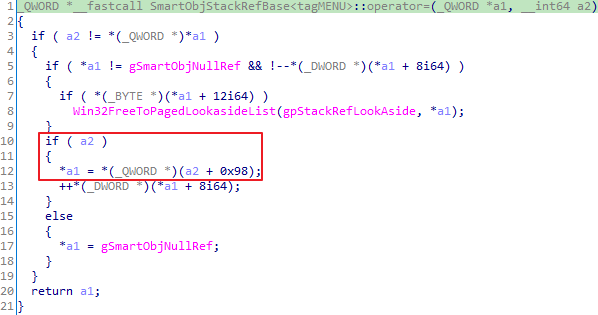 1 _QWORD *__fastcall SmartObjStackRefBase<tagMENU>::operator=(_QWORD *a1, __int64 a2)
2 {
3 if ( a2 != *(_QWORD *)*a1 )
4 {
5 if ( *a1 != gSmartObjNullRef && !--*(_DWORD *)(*a1 + 8i64) )
6 {
7 if ( *(_BYTE *)(*a1 + 12i64) )
8 Win32FreeToPagedLookasideList(gpStackRefLookAside, *a1);
9 }
10 if ( a2 )
11 {
12 *a1 = *(_QWORD *)(a2 + 0x98);
13 ++*(_DWORD *)(*a1 + 8i64);
14 }
15 else
16 {
17 *a1 = gSmartObjNullRef;
18 }
19 }
20 return a1;
21 }